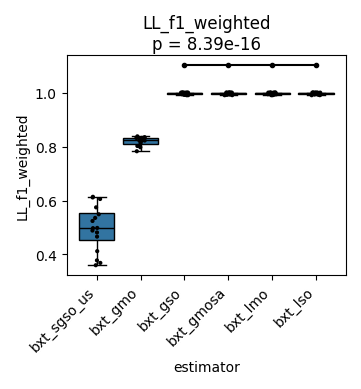 LL_f1_weighted
p = 8.39e-16
LL_f1_weighted
1.0
0.8
0.6
0.4
bxt_sgso_us
bxt_gmo
bxt_gso
bxt_gmosa
bxt_lmo
bxt_lso
estimator